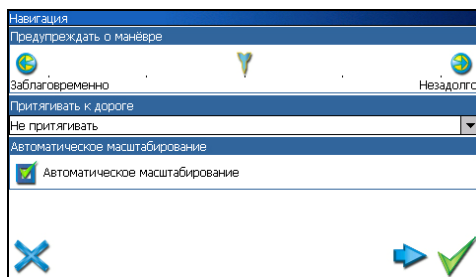 Навигация
Предупреждать о манёвре
Заблаговременно
Незадолго
Притягивать к дороге
Не притягивать
Автоматическое масштабирование
Автоматическое масштабирование